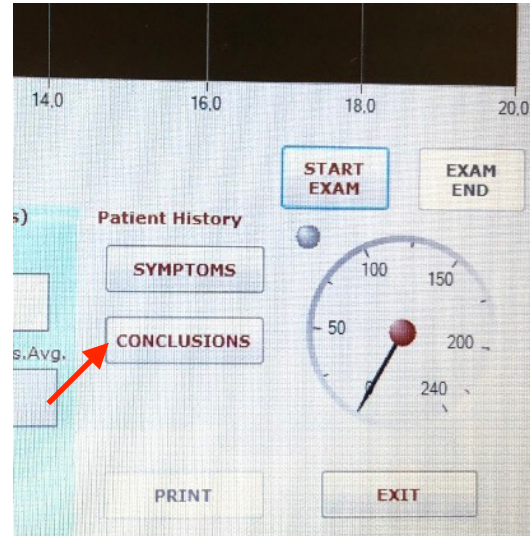 14,0 16,0 18,0 20,0
START
EXAM
EXAM
END
s)
Patient History
SYMPTOMS
CONCLUSIONS
s.Avg.
0
50
100
150
200
240
PRINT
EXIT